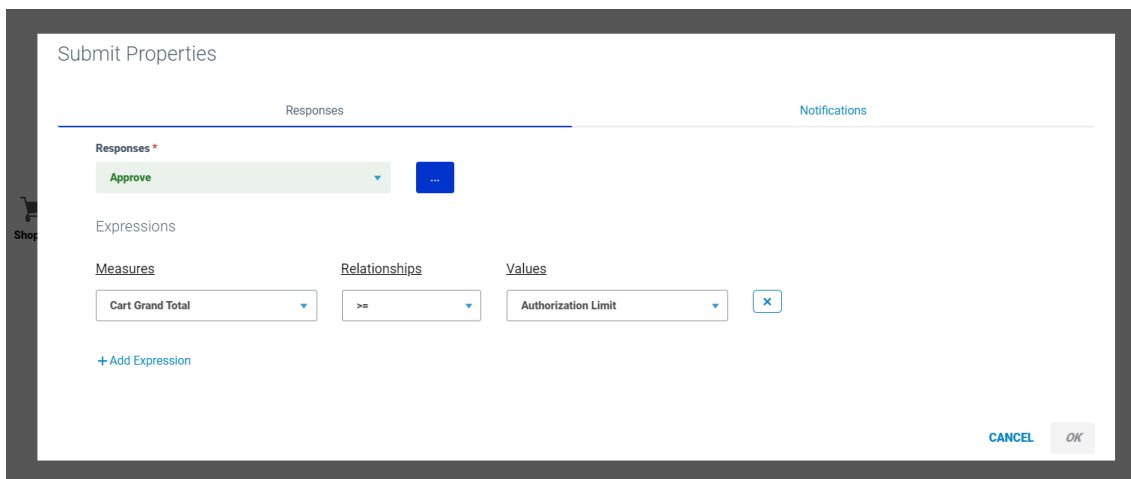 Submit Properties
Responses
Notifications
Responses *
Approve
...
Shop
Expressions
Measures
Relationships
Values
Cart Grand Total
>=
Authorization Limit
×
+ Add Expression
CANCEL
OK